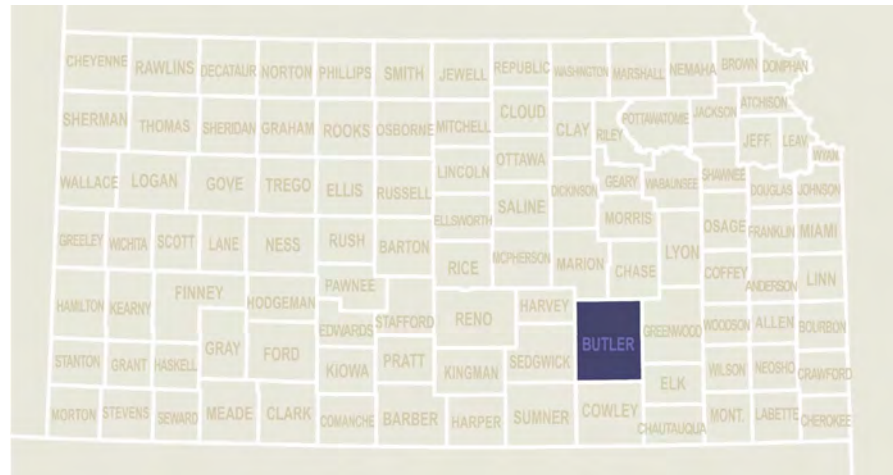 CHEYENNE RAWLINS DECATAUR NORTON PHILLIPS SMITH JEWELL REPUBLIC WASHINGTON MARSHALL NEMAHA BROWN DONIPHAN
SHERMAN THOMAS SHERIDAN GRAHAM ROOKS OSBORNE MITCHELL CLOUD CLAY RILEY POTTAWATOMIE JACKSON ATCHISON
JEFF. LEAV WYAN.
WALLACE LOGAN GOVE TREGO ELLIS RUSSELL LINCOLN OTTAWA DICKINSON GEARY WABAUNSEE SHAWNEE DOUGLAS JOHNSON
ELLSWORTH SALINE MORRIS
GREELEY WICHITA SCOTT LANE NESS RUSH BARTON RICE MCPHERSON MARION CHASE LYON OSAGE FRANKLIN MIAMI
HAMILTON KEARNY FINNEY HODGEMAN PAWNEE STAFFORD RENO HARVEY COFFEY ANDERSON LINN
EDWARDS SEDGWICK BUTLER GREENWOOD WOODSON ALLEN BOURBON
STANTON GRANT HASKELL GRAY FORD KiOWA PRATT KINGMAN ELK WILSON NEOSHO CRAWFORD
MORTON STEVENS SEWARD MEADE CLARK COMANCHE BARBER HARPER SUMNER COWLEY CHAUTAUQUA MONT. LABETTE CHEROKEE